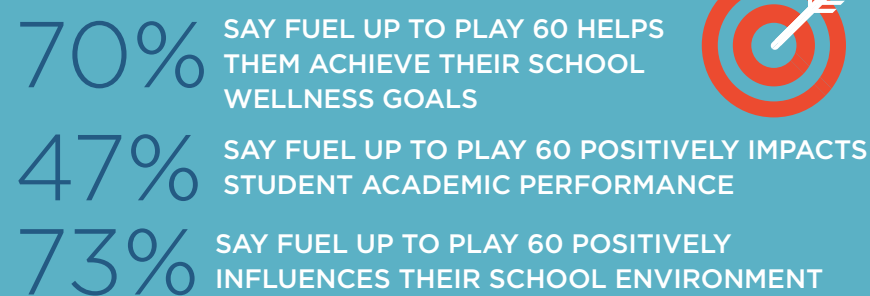 70% SAY FUEL UP TO PLAY 60 HELPS
THEM ACHIEVE THEIR SCHOOL
WELLNESS GOALS
47% SAY FUEL UP TO PLAY 60 POSITIVELY IMPACTS
STUDENT ACADEMIC PERFORMANCE
73% SAY FUEL UP TO PLAY 60 POSITIVELY
INFLUENCES THEIR SCHOOL ENVIRONMENT